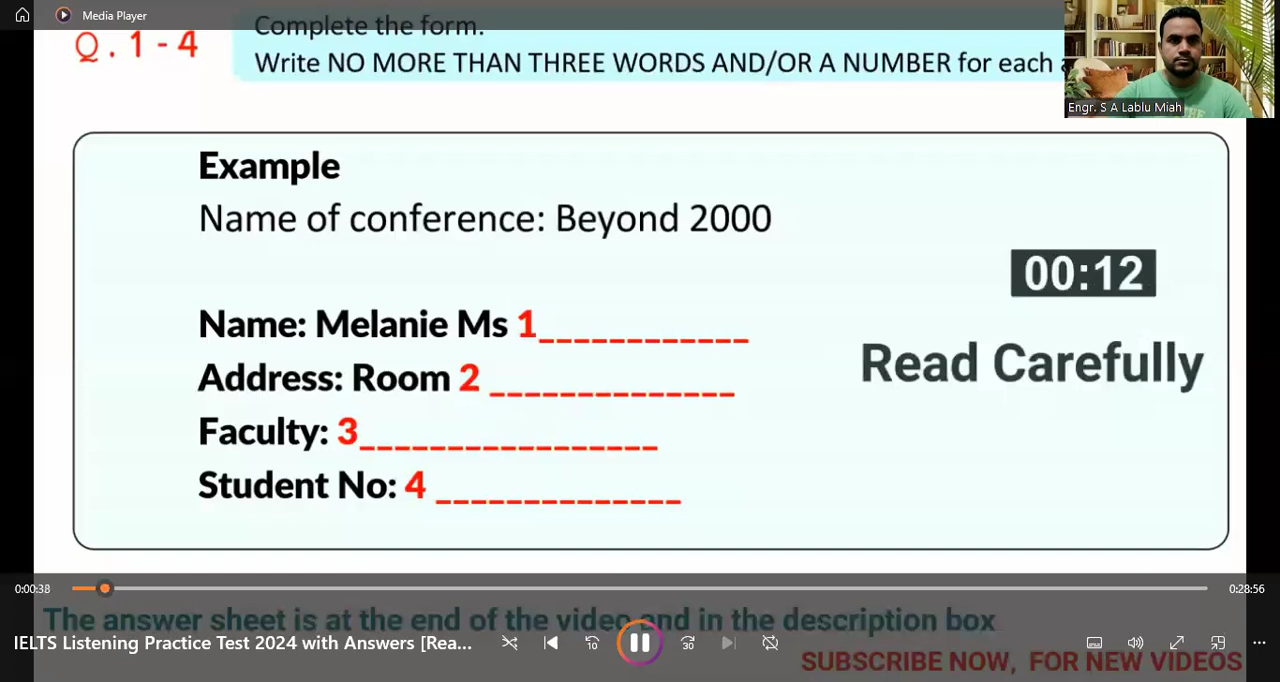 Media Player
Complete the form.
Q. 1 - 4
Write NO MORE THAN THREE WORDS AND/OR A NUMBER for each
Engr. S A Lablu Miah
Example
Name of conference: Beyond 2000
00:12
Name: Melanie Ms 1____________
Read Carefully
Address: Room 2 ______________
Faculty: 3_________________
Student No: 4 ______________
0:00:38
0:28:56
The answer sheet is at the end of the video and in the description box
IELTS Listening Practice Test 2024 with Answers [Rea...
10
30
SUBSCRIBE NOW, FOR NEW VIDEOS